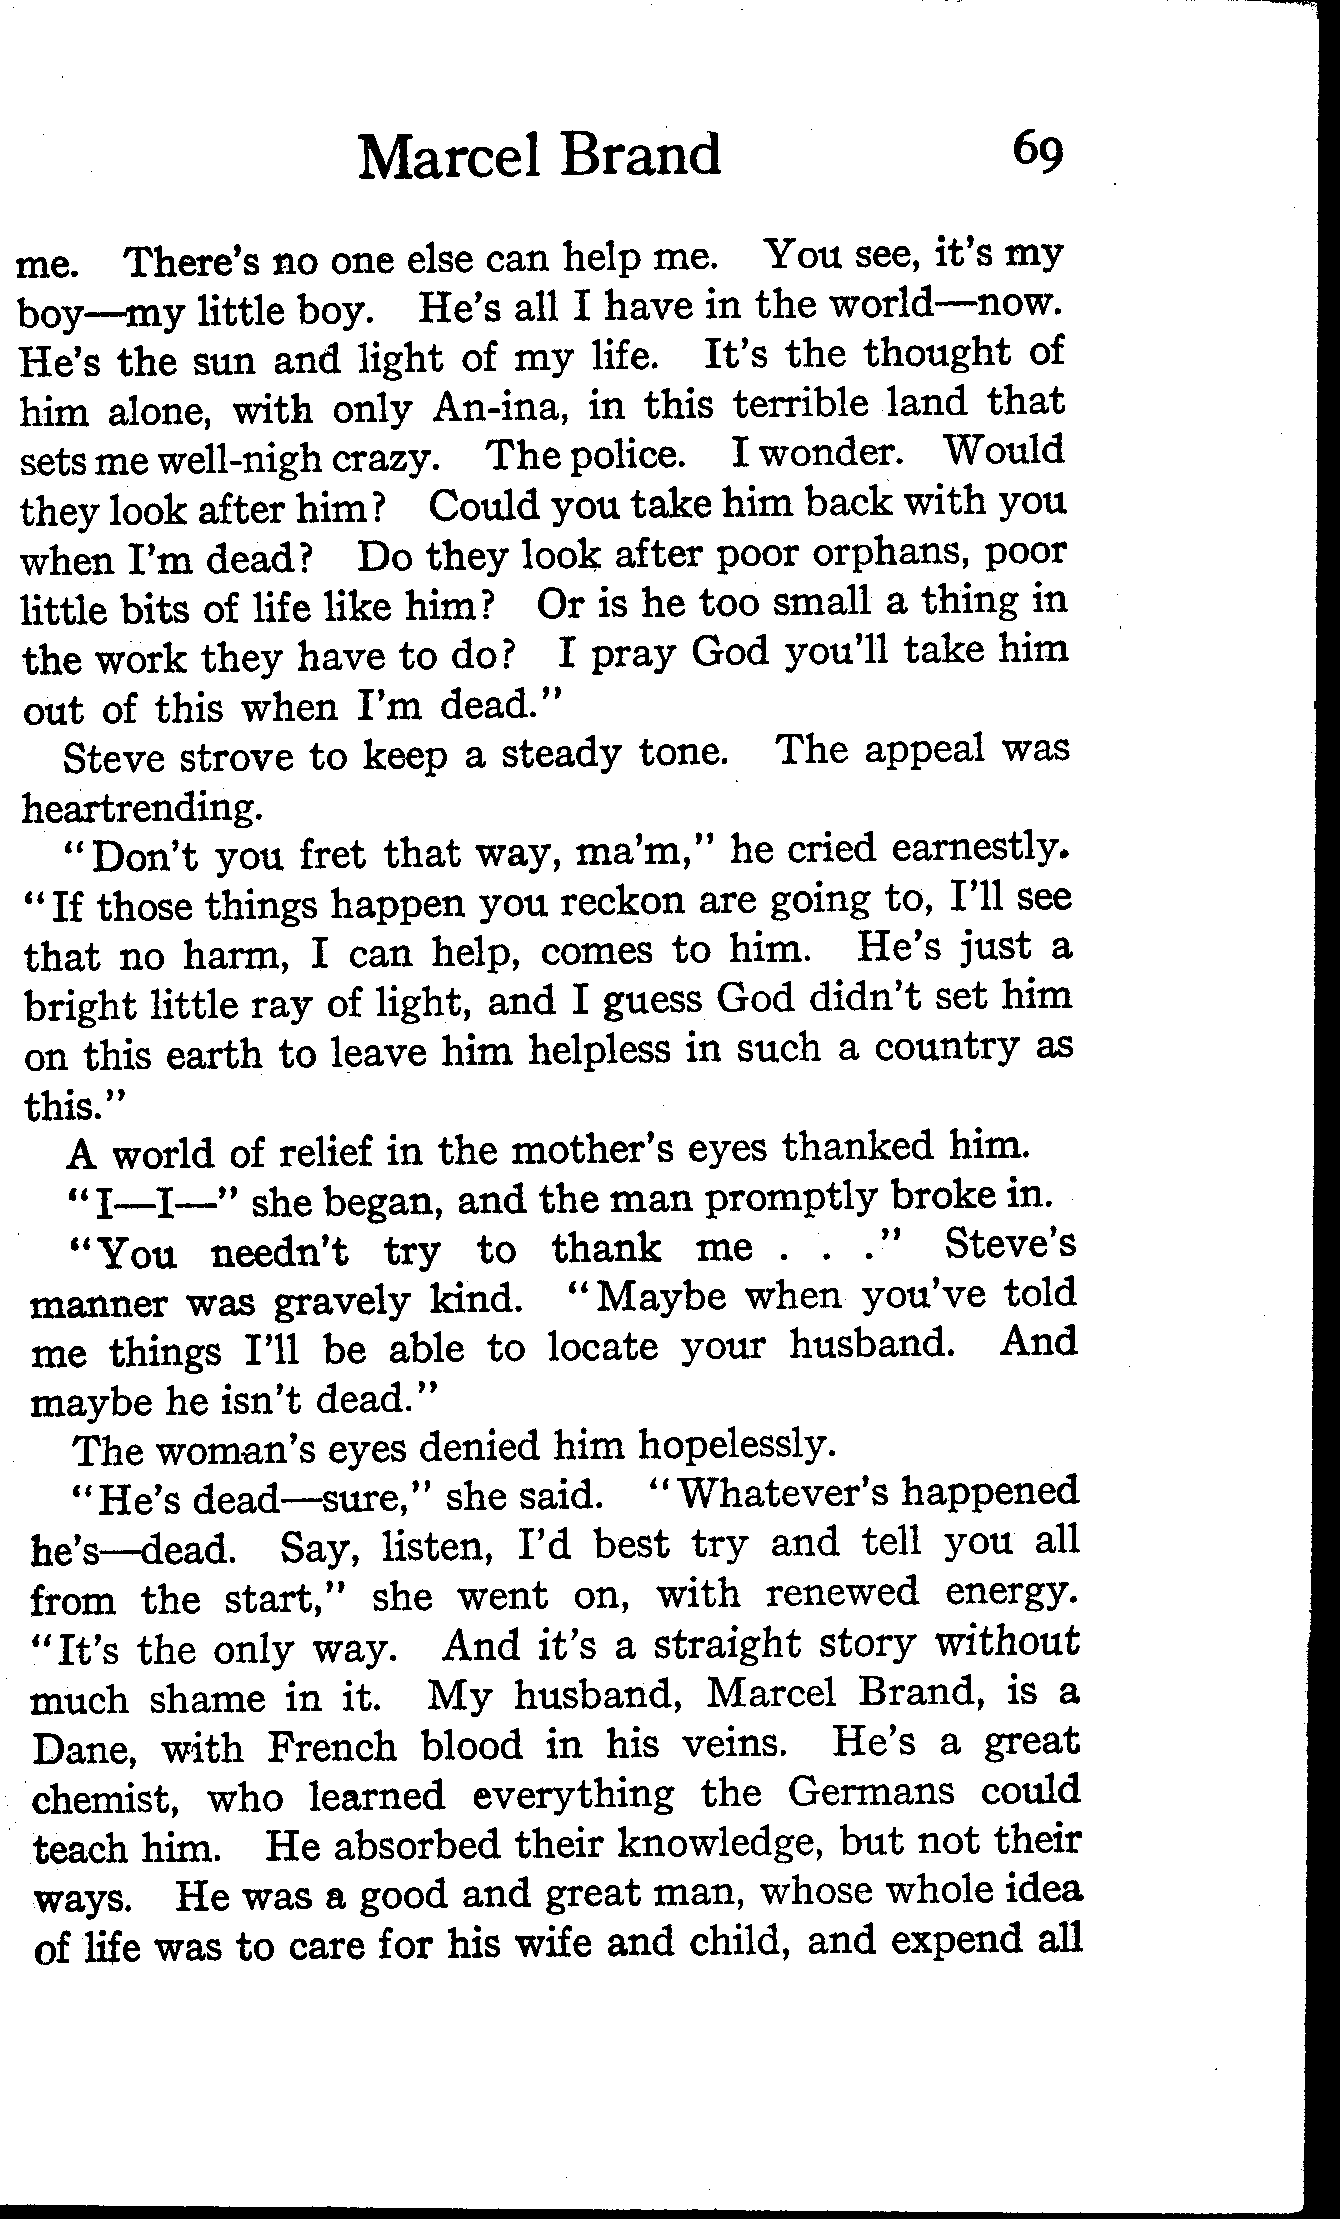 Marcel Brand 69
me. There's no one else can help me. You see, it's my
boy—my little boy. He's all I have in the world—now.
He's the sun and light of my life. It's the thought of
him alone, with only An-ina, in this terrible land that
sets me well-nigh crazy. The police. I wonder. Would
they look after him? Could you take him back with you
when I'm dead? Do they look after poor orphans, poor
little bits of life like him? Or is he too small a thing in
the work they have to do? I pray God you'll take him
out of this when I'm dead."
Steve strove to keep a steady tone. The appeal was
heartrending.
"Don't you fret that way, ma'm," he cried earnestly.
"If those things happen you reckon are going to, I'll see
that no harm, I can help, comes to him. He's just a
bright little ray of light, and I guess God didn't set him
on this earth to leave him helpless in such a country as
this."
A world of relief in the mother's eyes thanked him.
"I—I—" she began, and the man promptly broke in.
"You needn't try to thank me . . ." Steve's
manner was gravely kind. "Maybe when you've told
me things I'll be able to locate your husband. And
maybe he isn't dead."
The woman's eyes denied him hopelessly.
"He's dead—sure," she said. "Whatever's happened
he's—dead. Say, listen, I'd best try and tell you all
from the start," she went on, with renewed energy.
"It's the only way. And it's a straight story without
much shame in it. My husband, Marcel Brand, is a
Dane, with French blood in his veins. He's a great
chemist, who learned everything the Germans could
teach him. He absorbed their knowledge, but not their
ways. He was a good and great man, whose whole idea
of life was to care for his wife and child, and expend all